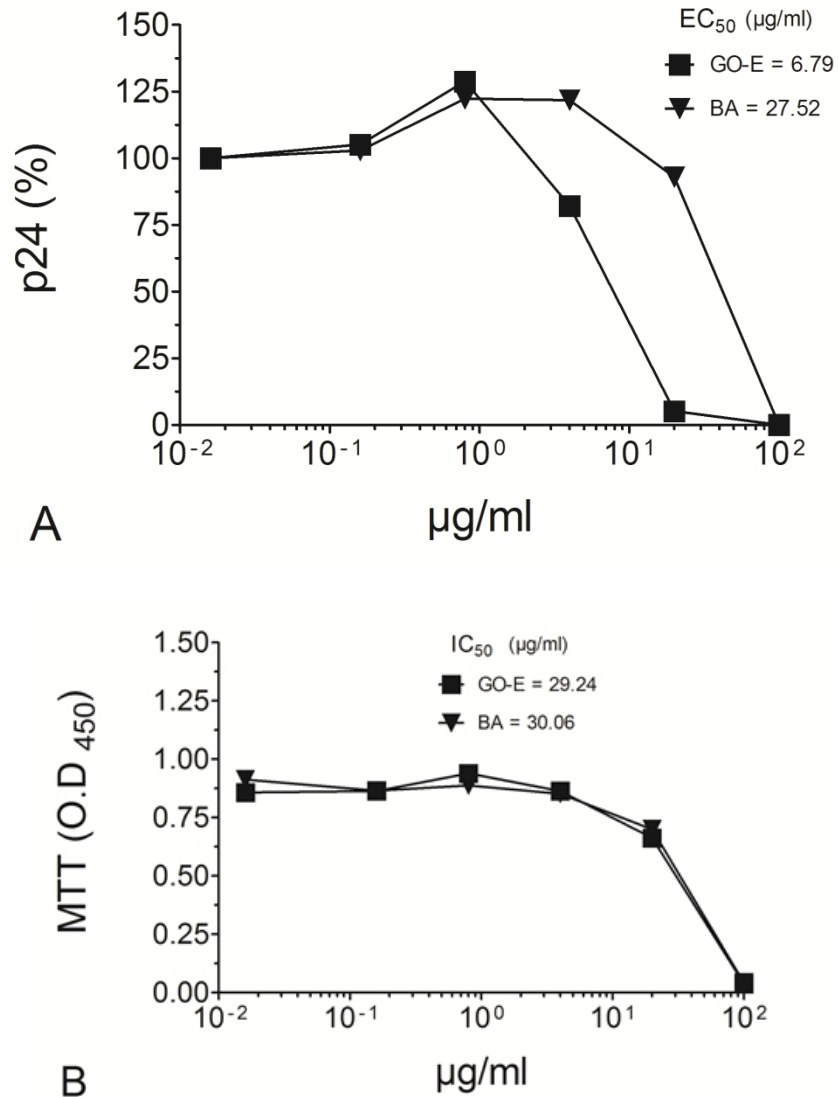 EC50 (µg/ml)
GO-E = 6.79
BA = 27.52
150
125
100
75
50
25
0
p24 (%)
10-2 10-1 100 101 102
µg/ml
A
IC50 (µg/ml)
GO-E = 29.24
BA = 30.06
1.50
1.25
1.00
0.75
0.50
0.25
0.00
MTT (O.D 450)
10-2 10-1 100 101 102
µg/ml
B